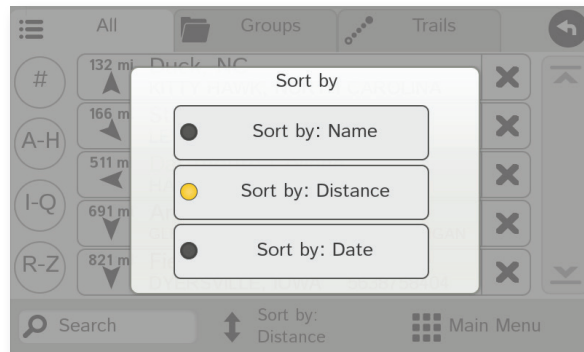 All
Groups
Trails
#
132 mi
Duck, NC
Sort by
166 m
A-H
Sort by: Name
511 m
I-Q
Sort by: Distance
691 m
R-Z
821 m
Sort by: Date
Search
Sort by:
Distance
Main Menu